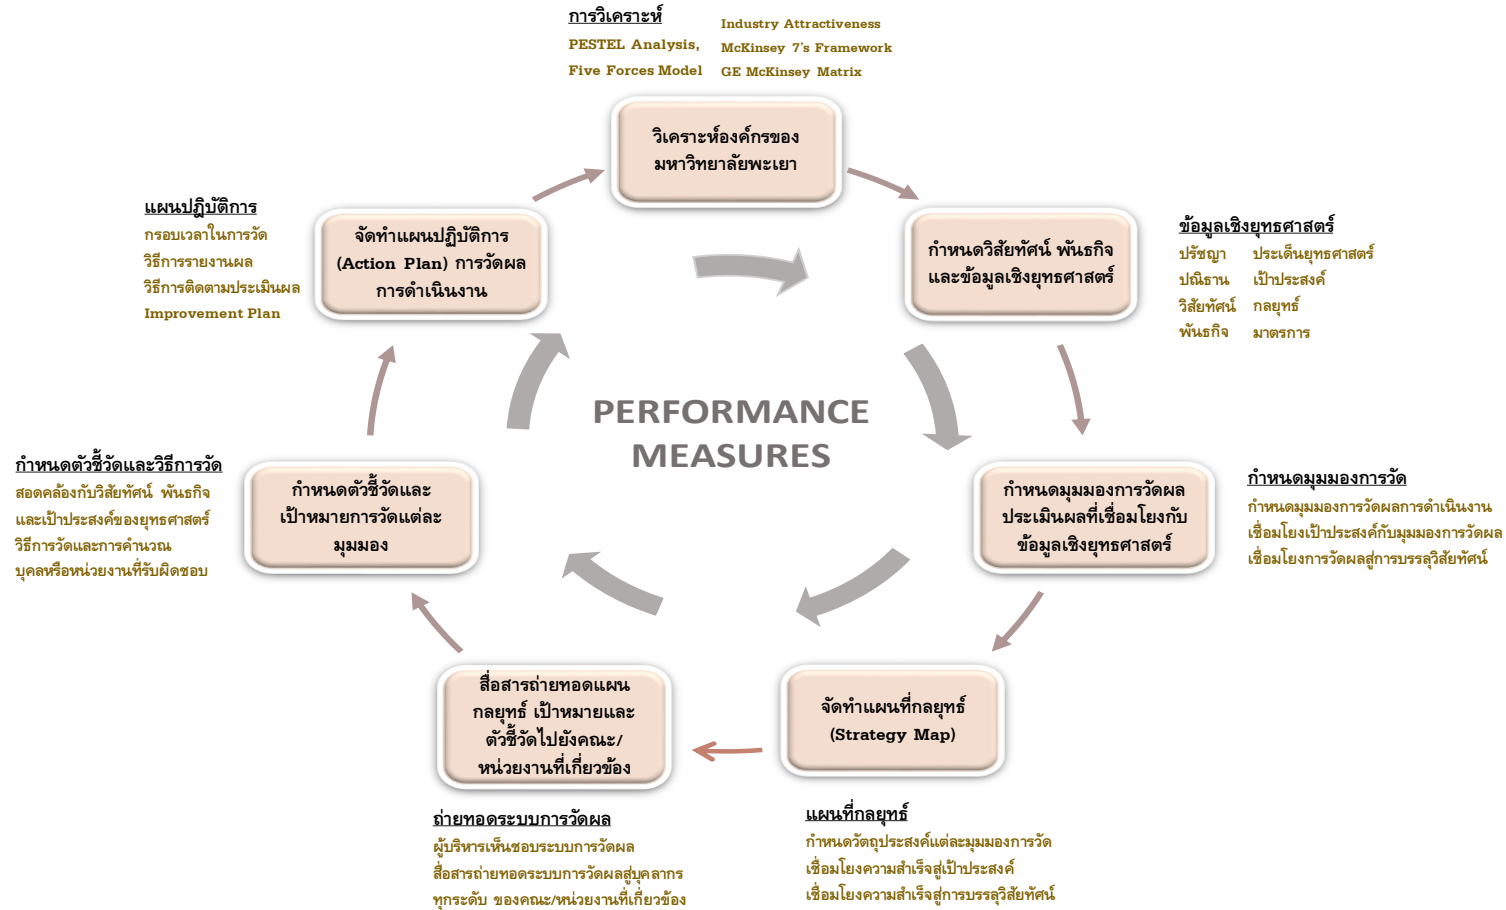 การวิเคราะห์
PESTEL Analysis,
Five Forces Model
Industry Attractiveness
McKinsey 7's Framework
GE McKinsey Matrix
วิเคราะห์องค์กรของ
มหาวิทยาลัยพะเยา
กำหนดวิสัยทัศน์ พันธกิจ
และข้อมูลเชิงยุทธศาสตร์
ข้อมูลเชิงยุทธศาสตร์
ปรัชญา
ปณิธาน
วิสัยทัศน์
พันธกิจ
ประเด็นยุทธศาสตร์
เป้าประสงค์
กลยุทธ์
มาตรการ
กำหนดมุมมองการวัดผล
ประเมินผลที่เชื่อมโยงกับ
ข้อมูลเชิงยุทธศาสตร์
กำหนดมุมมองการวัด
กำหนดมุมมองการวัดผลการดำเนินงาน
เชื่อมโยงเป้าประสงค์กับมุมมองการวัดผล
เชื่อมโยงการวัดผลสู่การบรรลุวิสัยทัศน์
จัดทำแผนที่กลยุทธ์
(Strategy Map)
แผนที่กลยุทธ์
กำหนดวัตถุประสงค์แต่ละมุมมองการวัด
เชื่อมโยงความสำเร็จสู่เป้าประสงค์
เชื่อมโยงความสำเร็จสู่การบรรลุวิสัยทัศน์
สื่อสารถ่ายทอดแผน
กลยุทธ์ เป้าหมายและ
ตัวชี้วัดไปยังคณะ/
หน่วยงานที่เกี่ยวข้อง
ถ่ายทอดระบบการวัดผล
ผู้บริหารเห็นชอบระบบการวัดผล
สื่อสารถ่ายทอดระบบการวัดผลสู่บุคลากร
ทุกระดับ ของคณะ/หน่วยงานที่เกี่ยวข้อง
กำหนดตัวชี้วัดและ
เป้าหมายการวัดแต่ละ
มุมมอง
กำหนดตัวชี้วัดและวิธีการวัด
สอดคล้องกับวิสัยทัศน์ พันธกิจ
และเป้าประสงค์ของยุทธศาสตร์
วิธีการวัดและการคำนวณ
บุคลหรือหน่วยงานที่รับผิดชอบ
จัดทำแผนปฏิบัติการ
(Action Plan) การวัดผล
การดำเนินงาน
แผนปฏิบัติการ
กรอบเวลาในการวัด
วิธีการรายงานผล
วิธีการติดตามประเมินผล
Improvement Plan
PERFORMANCE
MEASURES